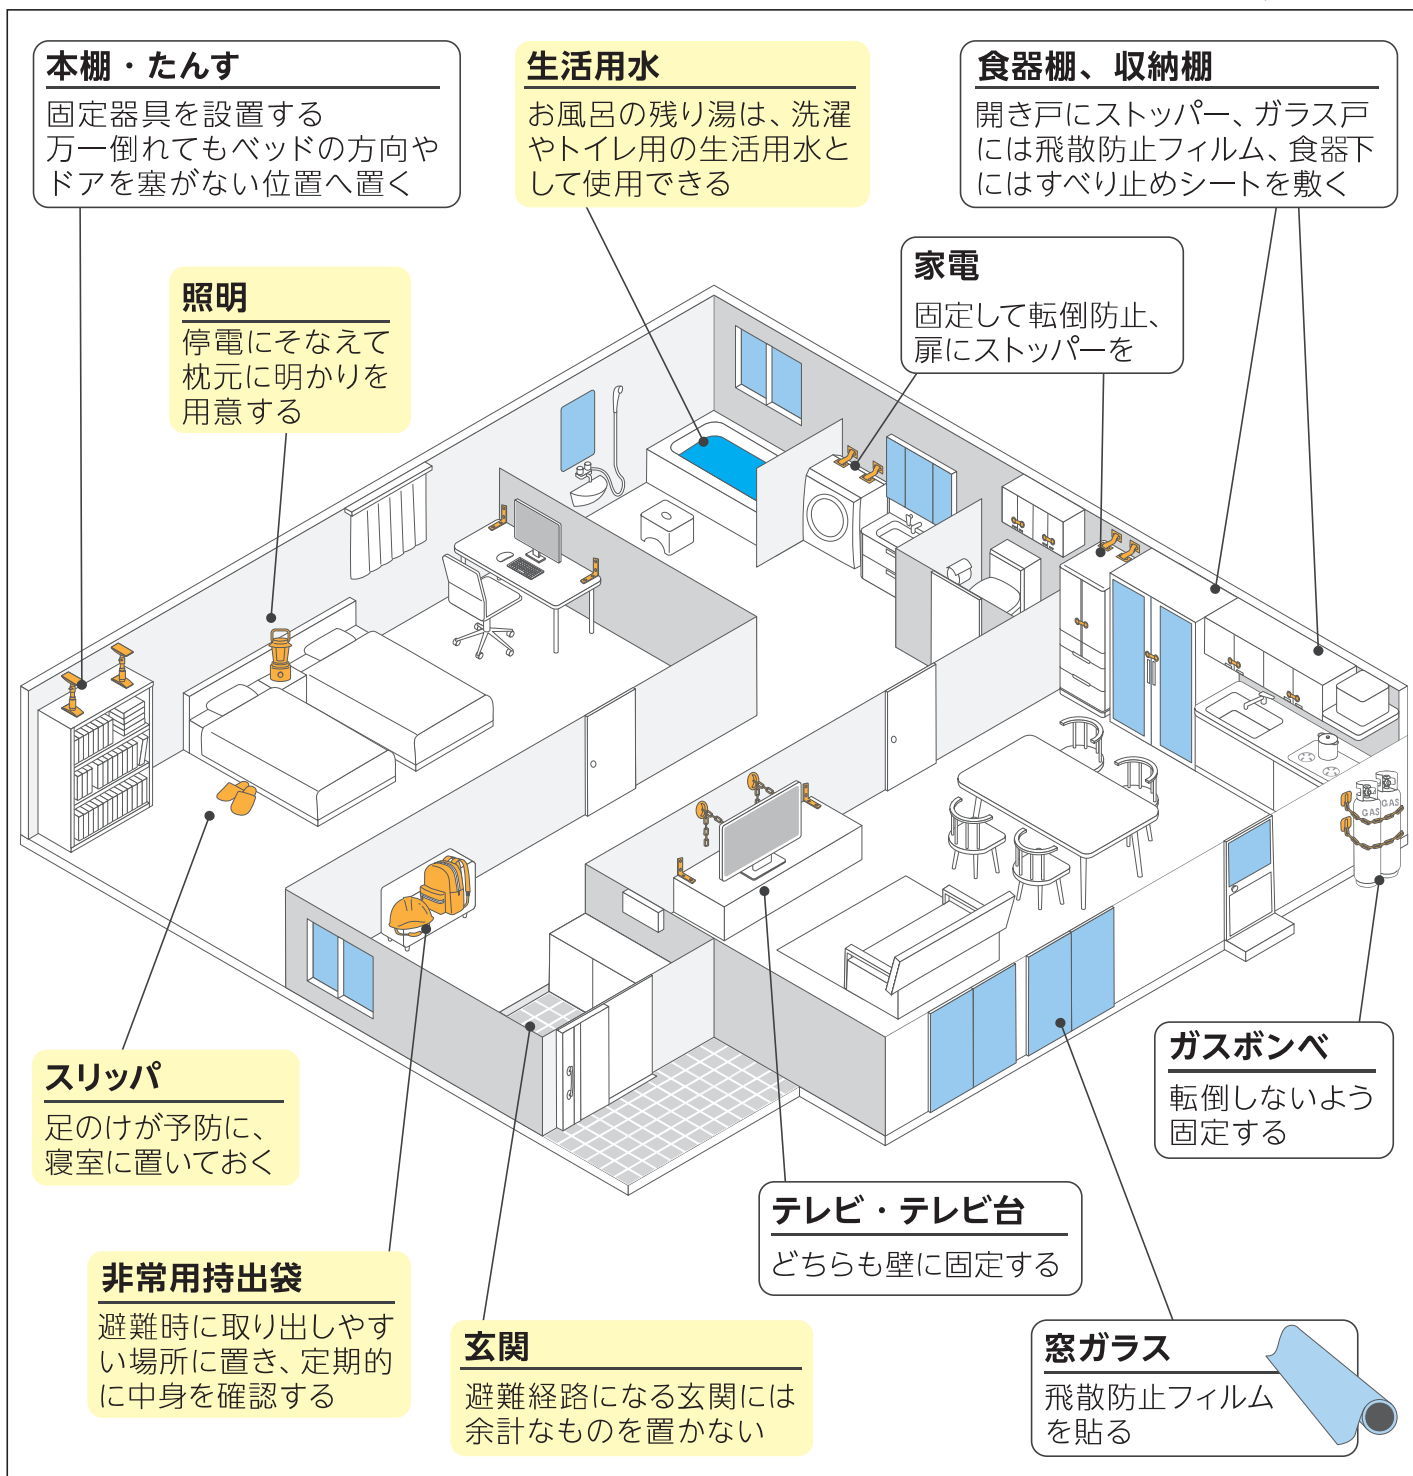 本棚・たんす
固定器具を設置する
万一倒れてもベッドの方向や
ドアを塞がない位置へ置く
生活用水
お風呂の残り湯は、洗濯
やトイレ用の生活用水と
して使用できる
食器棚、収納棚
開き戸にストッパー、ガラス戸
には飛散防止フィルム、食器下
にはすべり止めシートを敷く
照明
停電にそなえて
枕元に明かりを
用意する
家電
固定して転倒防止、
扉にストッパーを
GAS
GAS
スリッパ
足のけが予防に、
寝室に置いておく
ガスボンベ
転倒しないよう
固定する
テレビ・テレビ台
どちらも壁に固定する
非常用持出袋
避難時に取り出しやす
い場所に置き、定期的
に中身を確認する
玄関
避難経路になる玄関には
余計なものを置かない
窓ガラス
飛散防止フィルム
を貼る